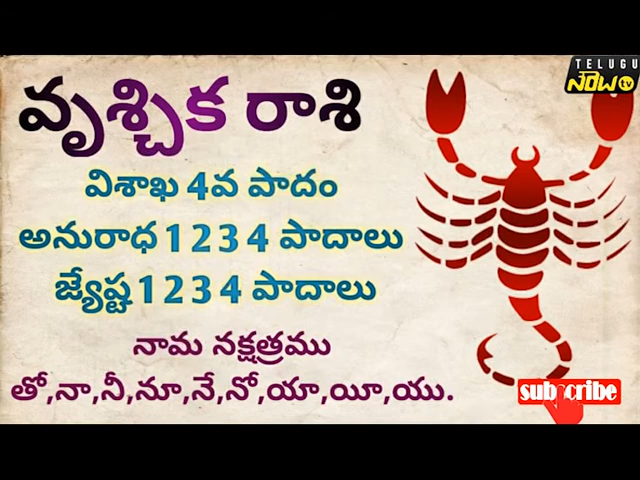 TELUGU
నౌటీవీ
వృశ్చిక రాశి
విశాఖ 4వ పాదం
అనురాధ 1 2 3 4 పాదాలు
జ్యేష్ట 1 2 3 4 పాదాలు
నామ నక్షత్రము
తో,నా,నీ,నూ,నే,నో,యా,యీ,యు.
subscribe